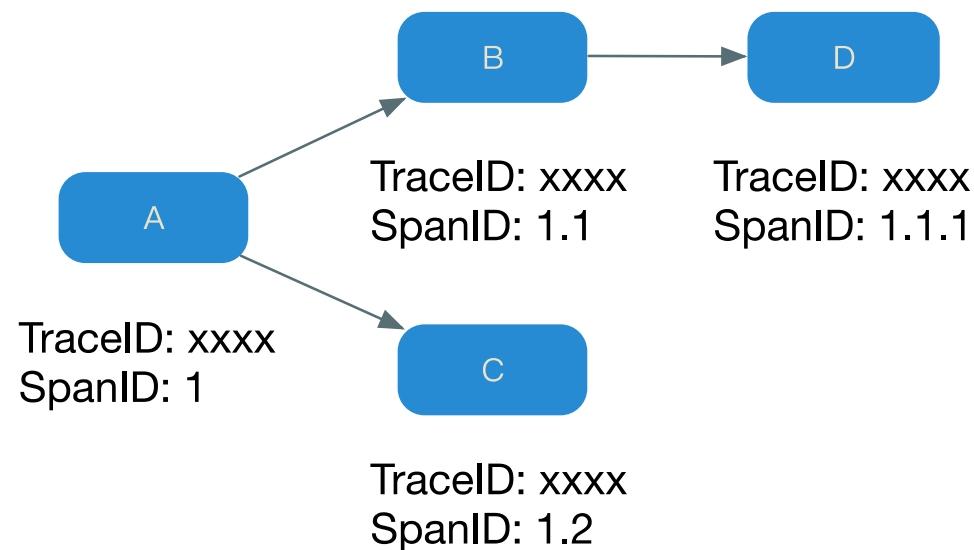 B
D
TraceID: xxxx
SpanID: 1.1
TraceID: xxxx
SpanID: 1.1.1
A
TraceID: xxxx
SpanID: 1
C
TraceID: xxxx
SpanID: 1.2